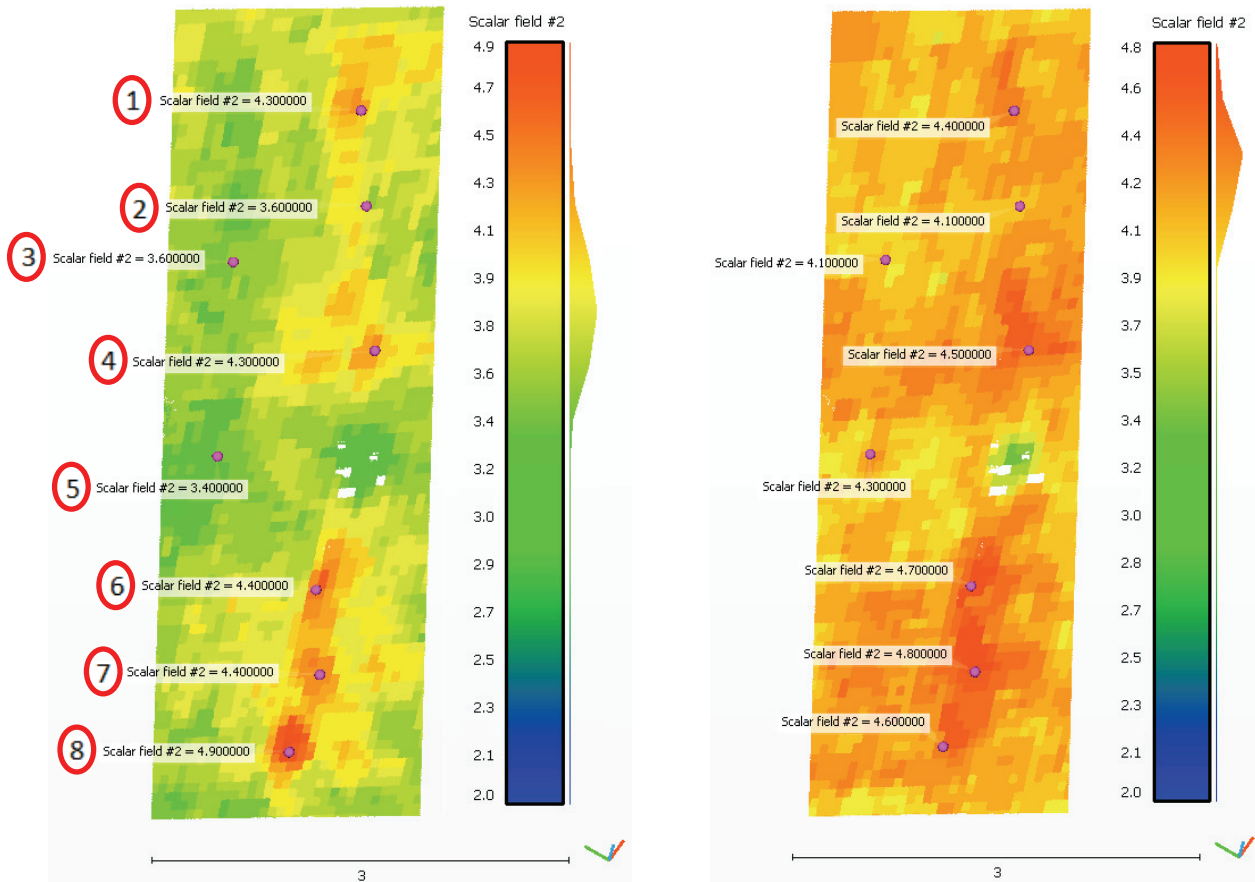 Scalar field #2
4.9
4.7
4.5
4.3
4.1
3.9
3.8
3.6
3.4
3.2
3.0
2.9
2.7
2.5
2.3
2.1
2.0
1 Scalar field #2 = 4.300000
2 Scalar field #2 = 3.600000
3 Scalar field #2 = 3.600000
4 Scalar field #2 = 4.300000
5 Scalar field #2 = 3.400000
6 Scalar field #2 = 4.400000
7 Scalar field #2 = 4.400000
8 Scalar field #2 = 4.900000
3
Scalar field #2
4.8
4.6
4.4
4.2
4.1
3.9
3.7
3.5
3.4
3.2
3.0
2.8
2.7
2.5
2.3
2.1
2.0
Scalar field #2 = 4.400000
Scalar field #2 = 4.100000
Scalar field #2 = 4.100000
Scalar field #2 = 4.500000
Scalar field #2 = 4.300000
Scalar field #2 = 4.700000
Scalar field #2 = 4.800000
Scalar field #2 = 4.600000
3